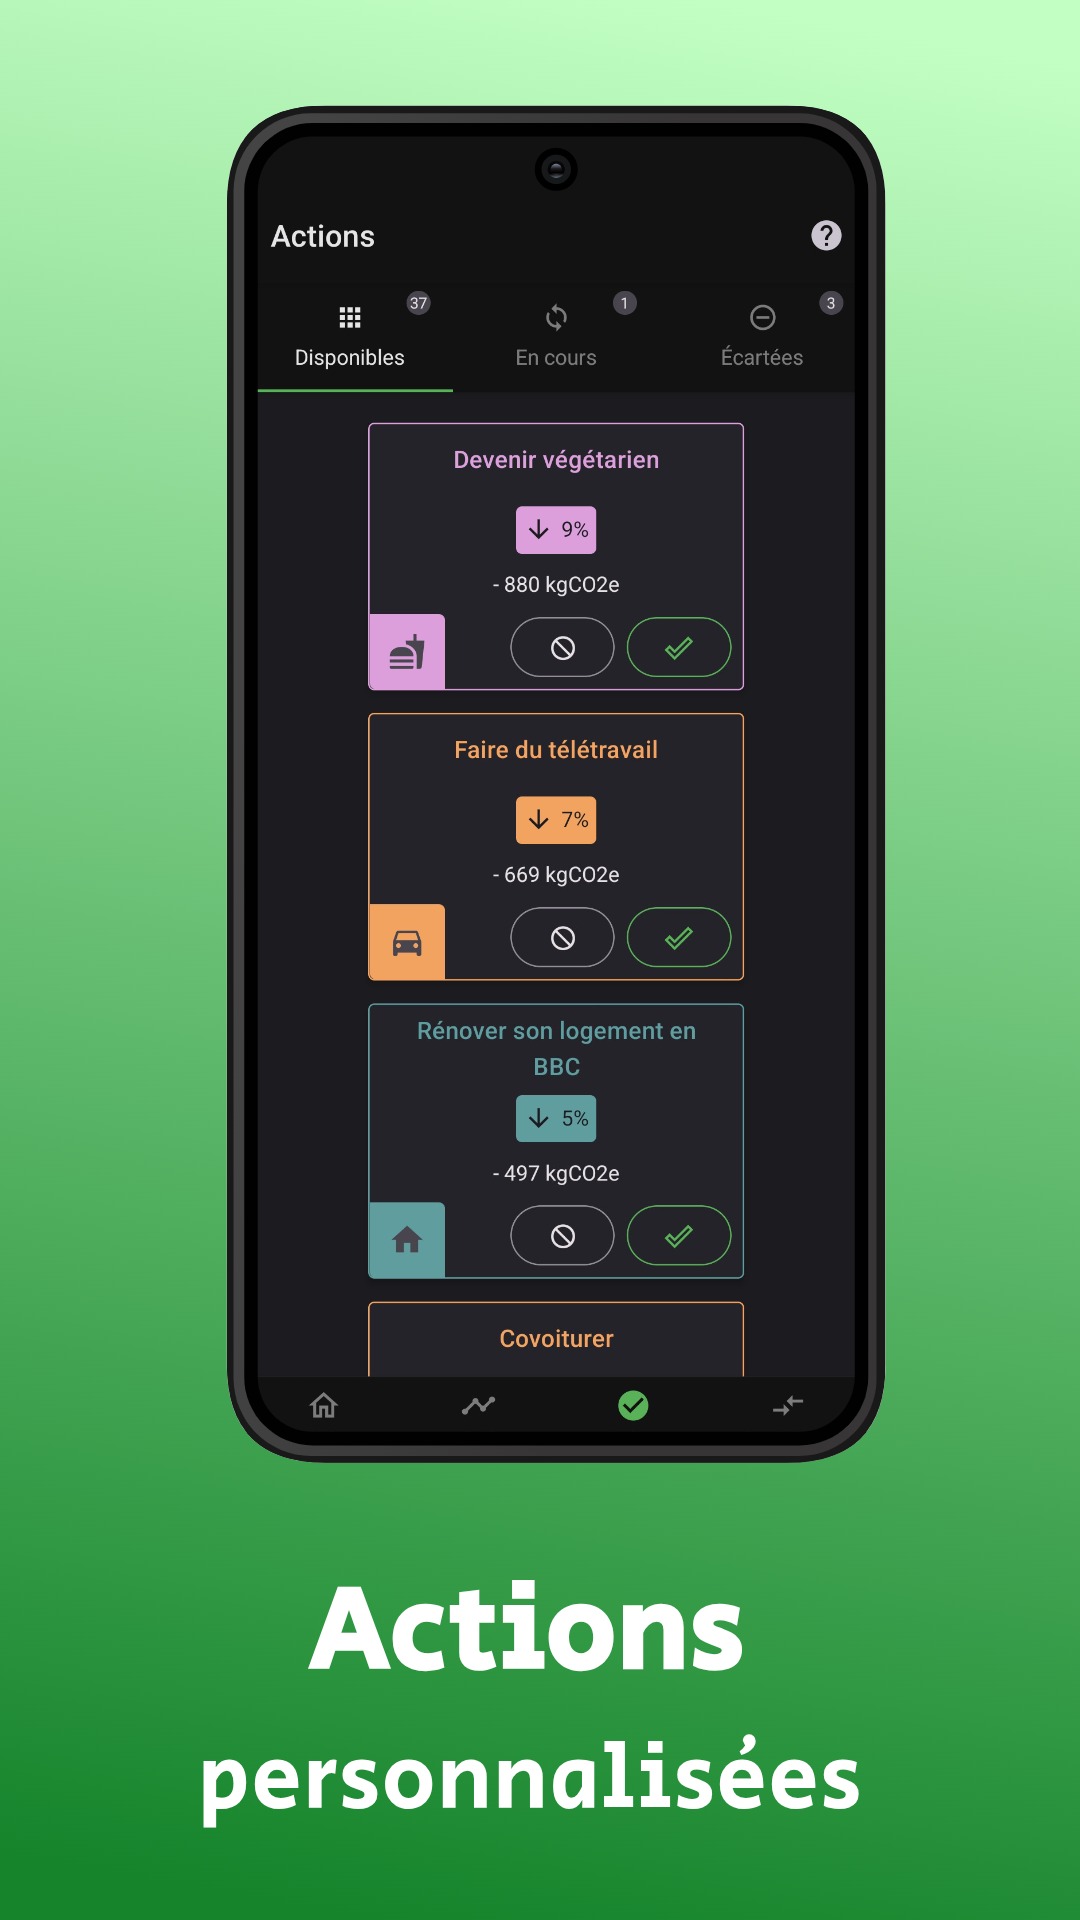 Actions
37
1
3
Disponibles
En cours
Écartées
Devenir végétarien
9%
- 880 kgCO2e
Faire du télétravail
7%
- 669 kgCO2e
Rénover son logement en
BBC
5%
- 497 kgCO2e
Covoiturer
Actions
personnalisées